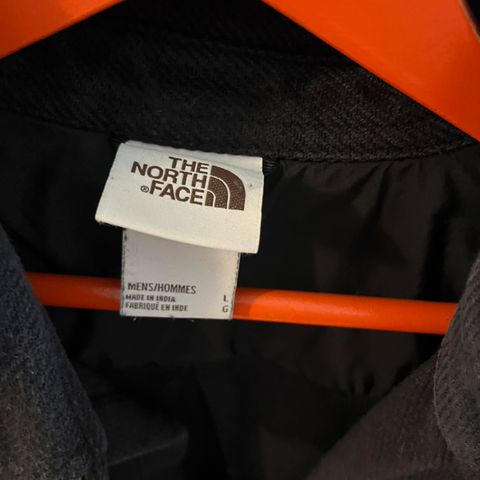 THE
NORTH
®FACE
MENS/HOMMES
MADE IN INDIA L
FABRIQUÉ EN INDE G